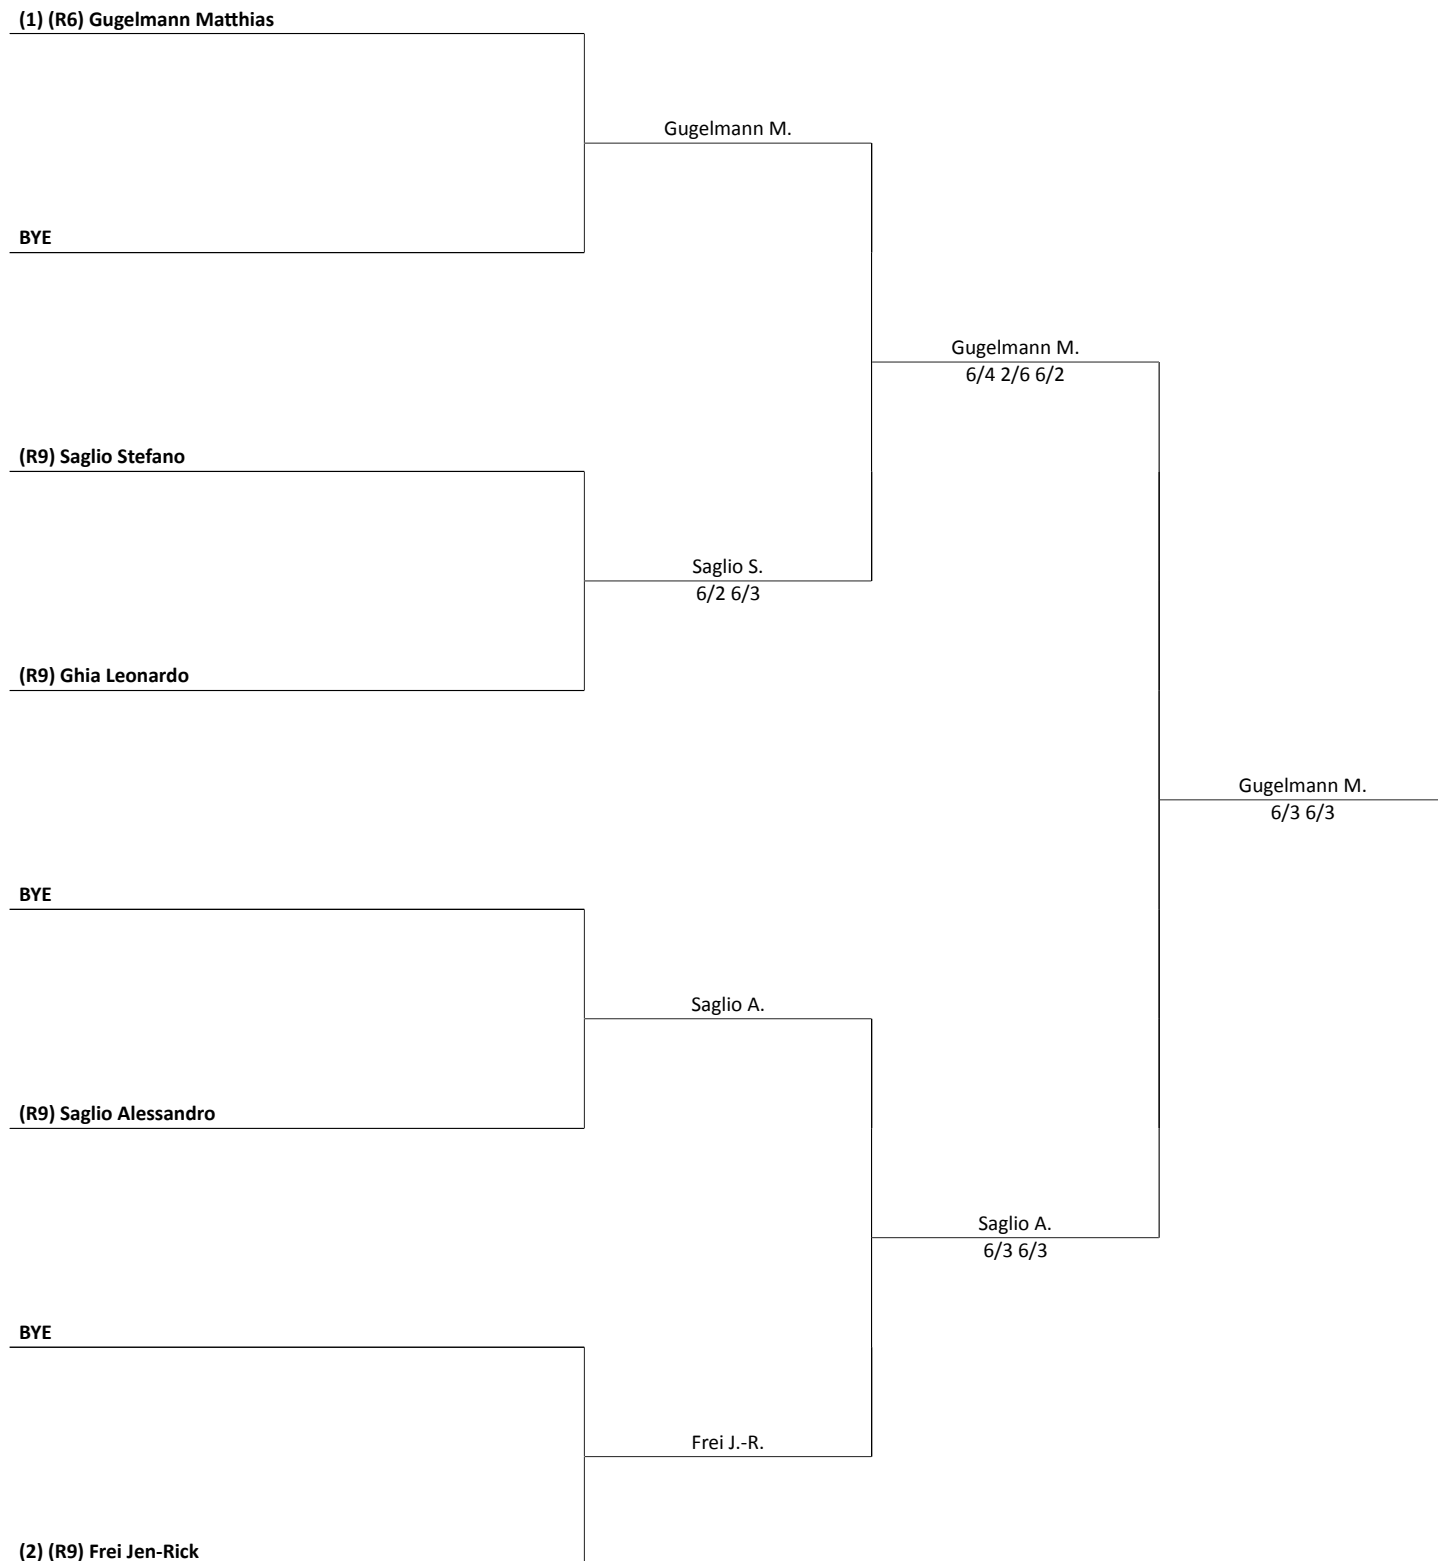 (1) (R6) Gugelmann Matthias
Gugelmann M.
BYE
Gugelmann M.
6/4 2/6 6/2
(R9) Saglio Stefano
Saglio S.
6/2 6/3
(R9) Ghia Leonardo
Gugelmann M.
6/3 6/3
BYE
Saglio A.
(R9) Saglio Alessandro
Saglio A.
6/3 6/3
BYE
Frei J.-R.
(2) (R9) Frei Jen-Rick